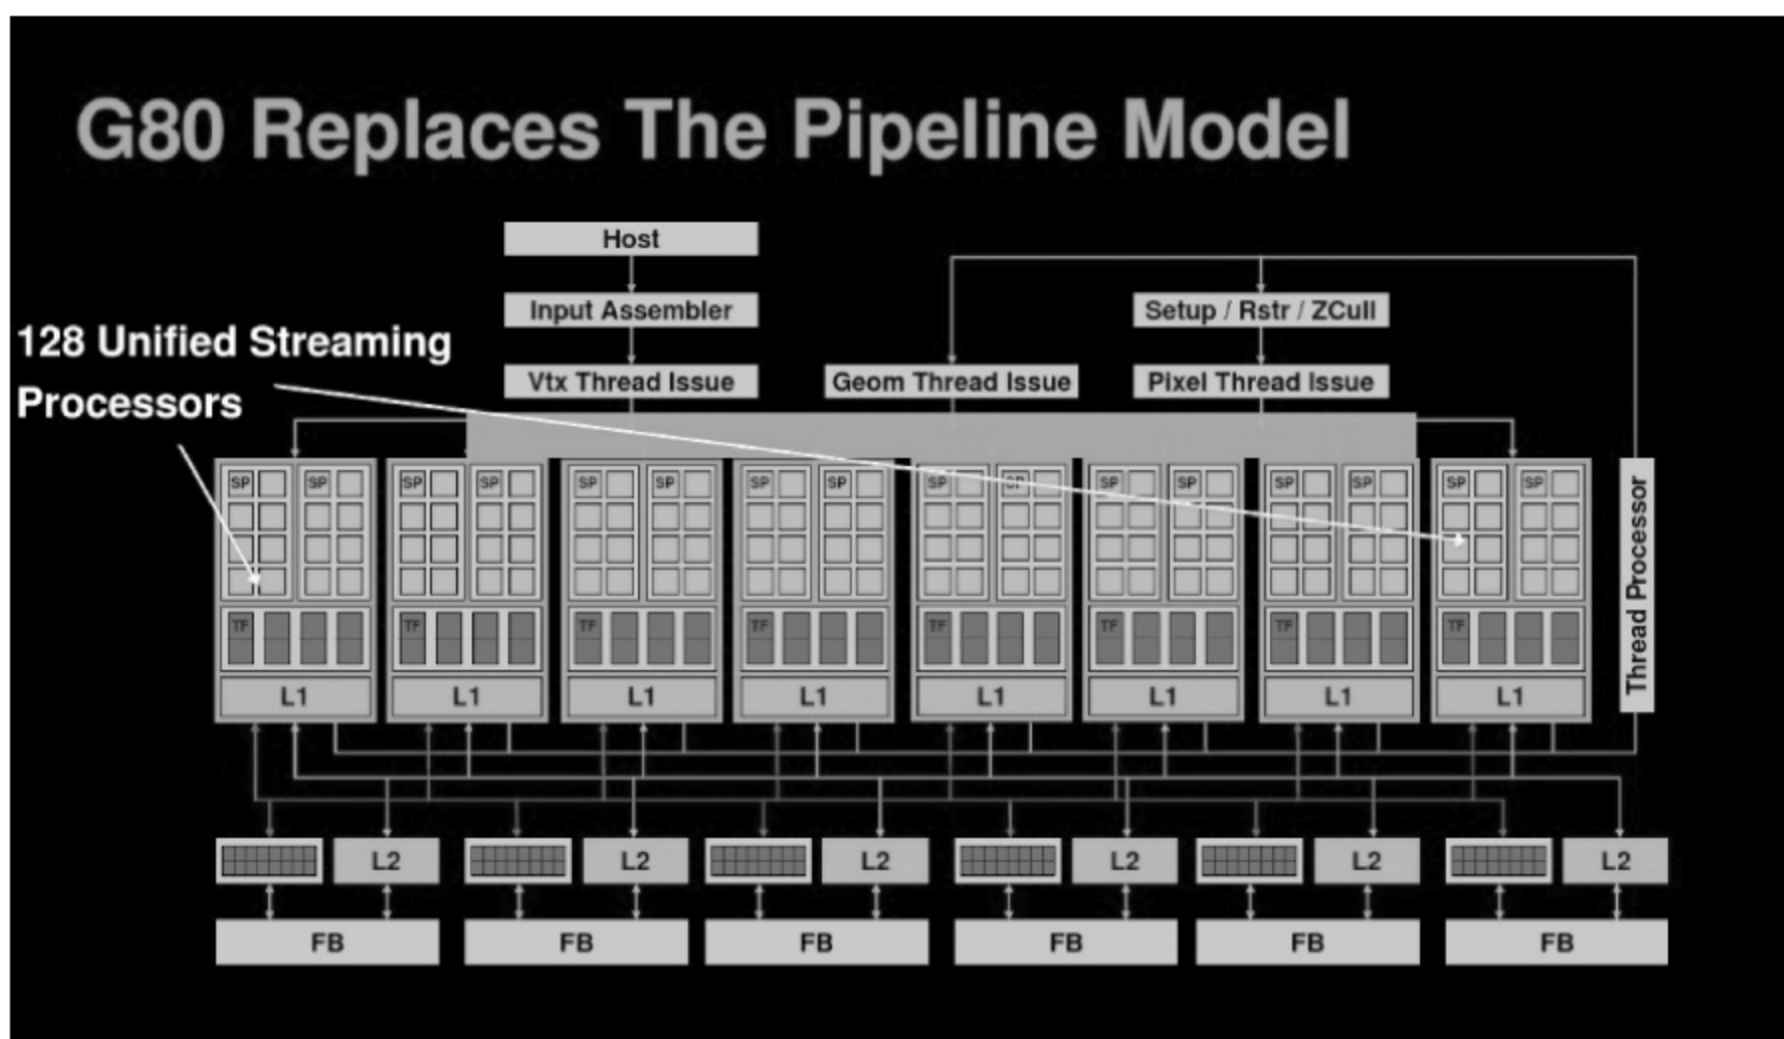 G80 Replaces The Pipeline Model
Host
Input Assembler
Setup / Rstr / ZCull
128 Unified Streaming
Processors
Vtx Thread Issue
Geom Thread Issue
Pixel Thread Issue
SP SP SP SP SP SP SP SP SP SP SP SP SP SP SP SP
Thread Processor
TF TF TF TF TF TF TF TF
L1 L1 L1 L1 L1 L1 L1 L1
L2 L2 L2 L2 L2 L2
FB FB FB FB FB FB